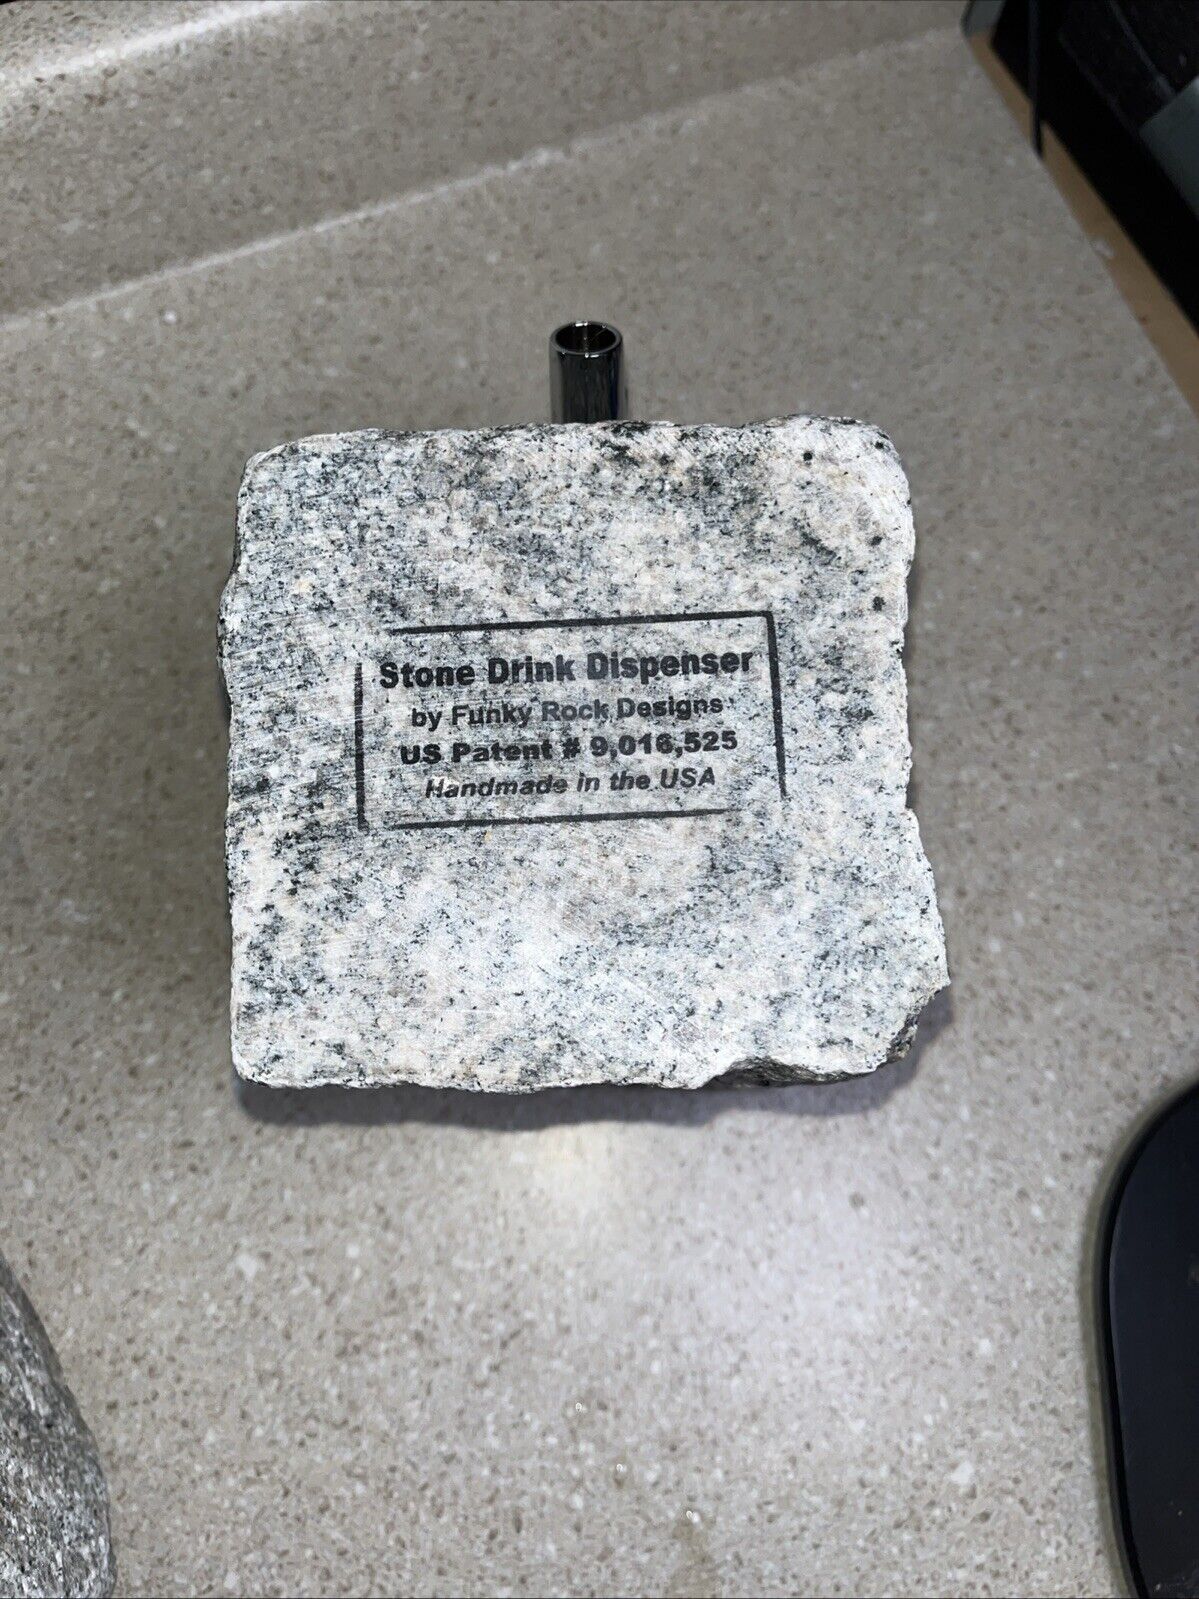 Stone Drink Dispenser
by Funky Rock Designs
US Patent # 9,016,525
Handmade in the USA